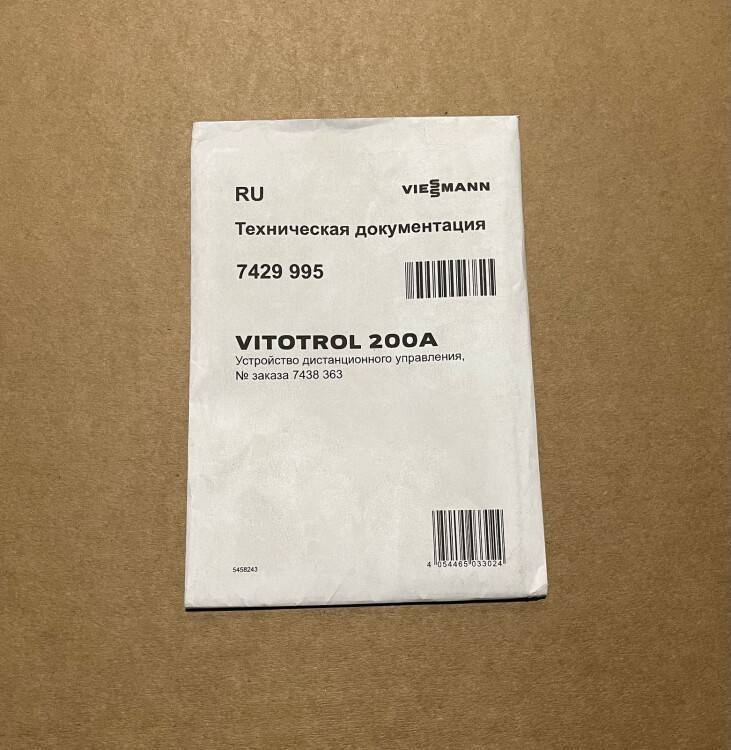 RU
VIESSMANN
Техническая документация
7429 995
VITOTROL 200A
Устройство дистанционного управления,
№ заказа 7438 363
5458243
4 054465 033024